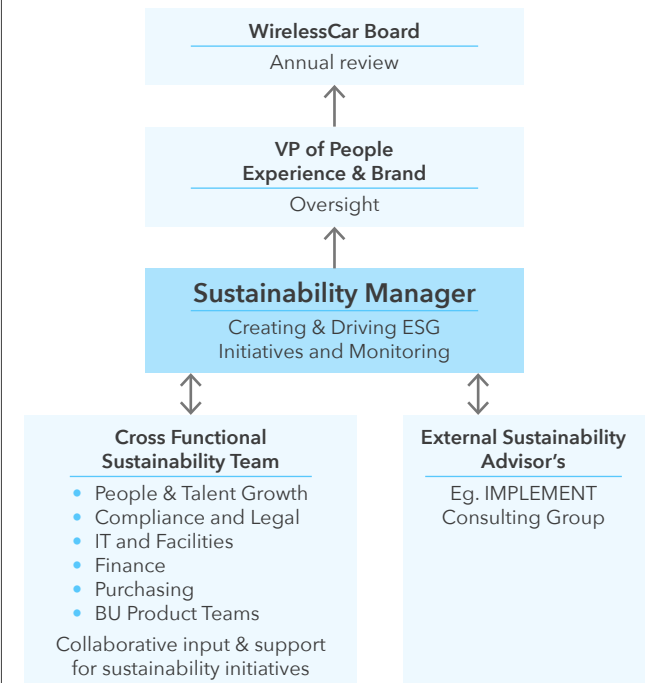 WirelessCar Board
Annual review
VP of People
Experience & Brand
Oversight
Sustainability Manager
Creating & Driving ESG
Initiatives and Monitoring
Cross Functional
Sustainability Team
• People & Talent Growth
• Compliance and Legal
• IT and Facilities
• Finance
• Purchasing
• BU Product Teams
Collaborative input & support
for sustainability initiatives
External Sustainability
Advisor's
Eg. IMPLEMENT
Consulting Group